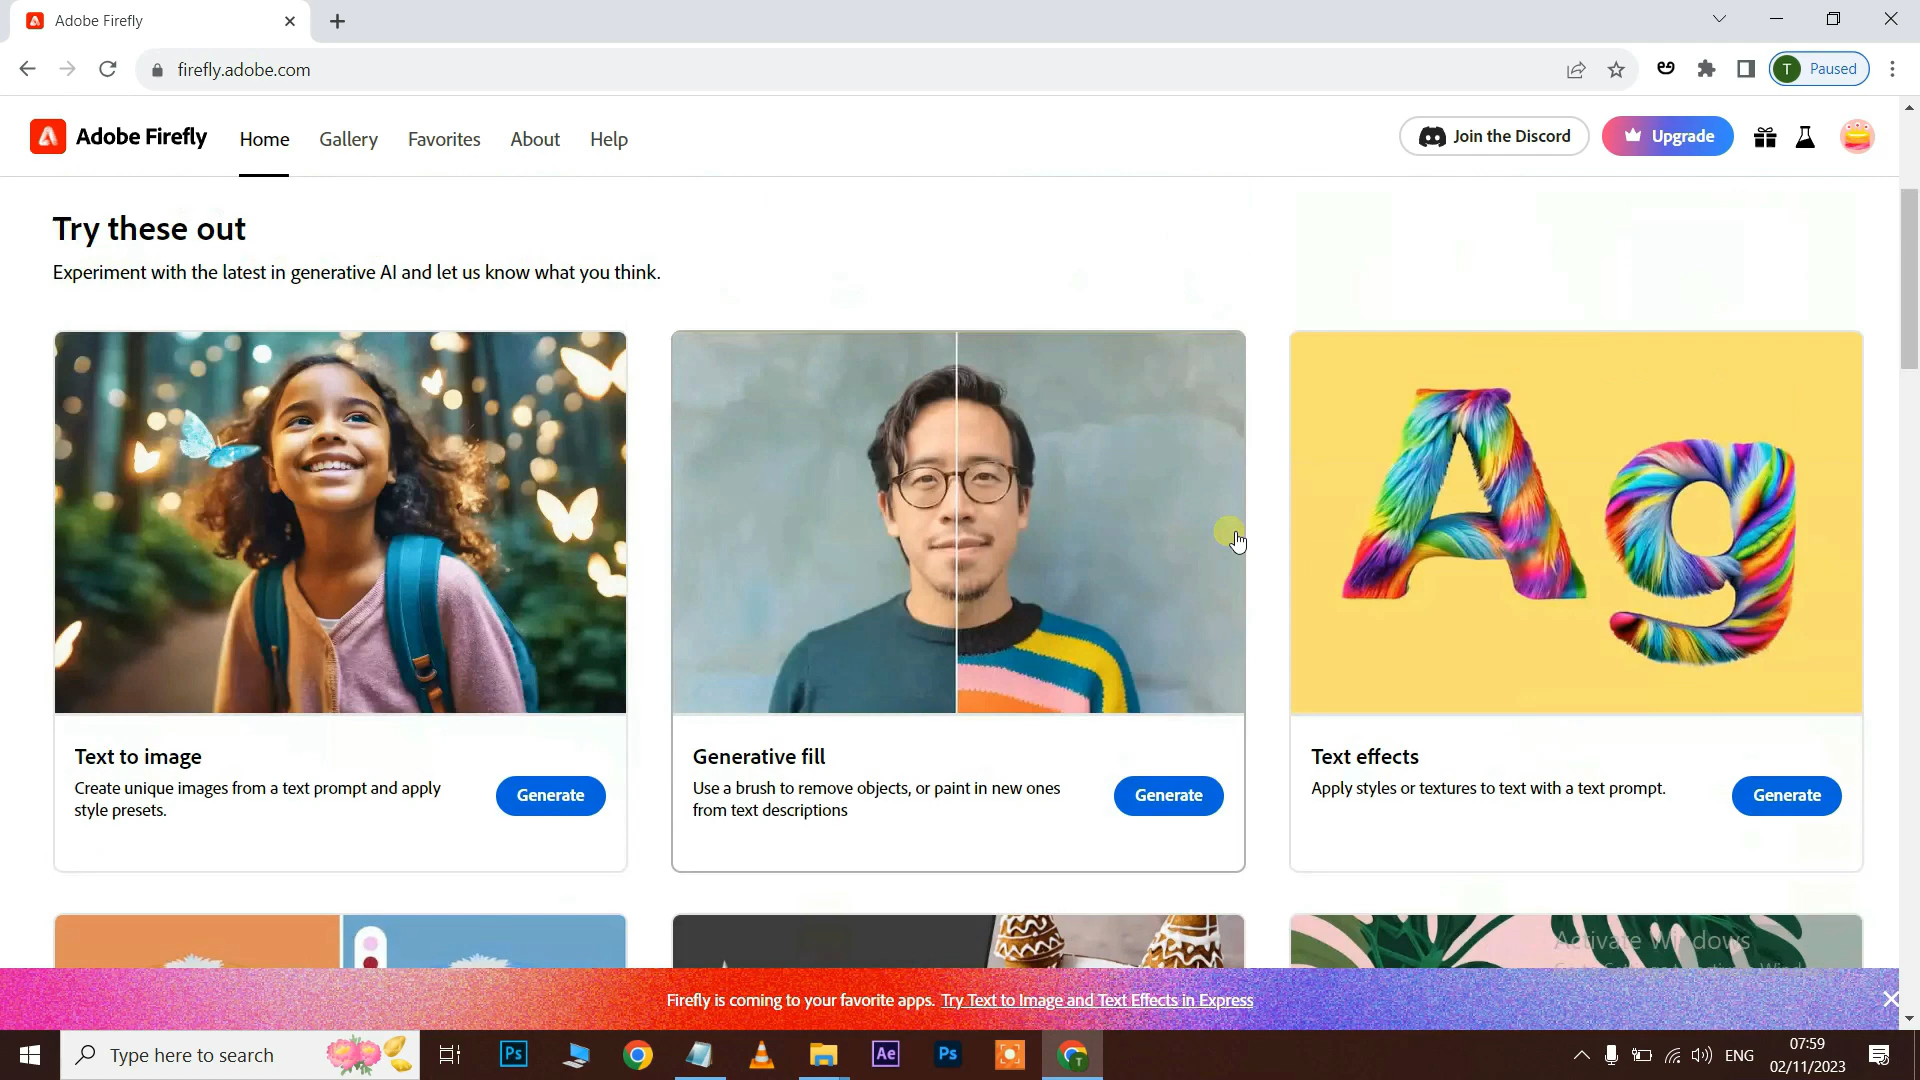 Adobe Firefly
firefly.adobe.com
T
Paused
Adobe Firefly
Home
Gallery
Favorites
About
Help
Join the Discord
Upgrade
Try these out
Experiment with the latest in generative AI and let us know what you think.
Ag
Text to image
Create unique images from a text prompt and apply
style presets.
Generate
Generative fill
Use a brush to remove objects, or paint in new ones
from text descriptions
Generate
Text effects
Apply styles or textures to text with a text prompt.
Generate
Activate Windows
Firefly is coming to your favorite apps. Try Text to Image and Text Effects in Express
Type here to search
Ps
Ae
Ps
T
ENG
07:59
02/11/2023